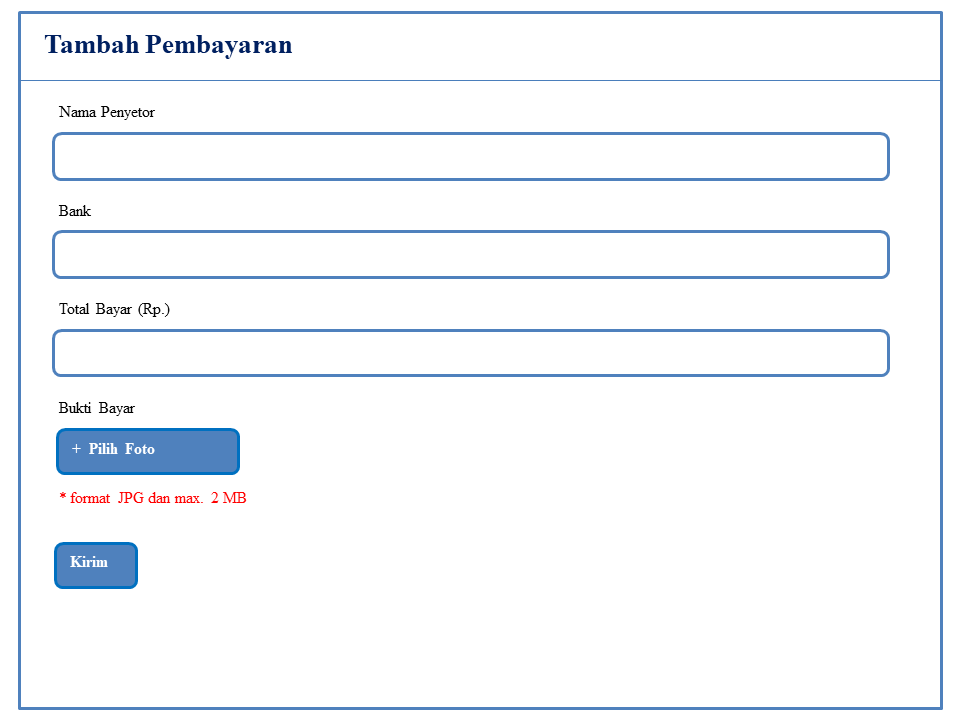 Tambah Pembayaran
Nama Penyetor
Bank
Total Bayar (Rp.)
Bukti Bayar
+ Pilih Foto
* format JPG dan max. 2 MB
Kirim